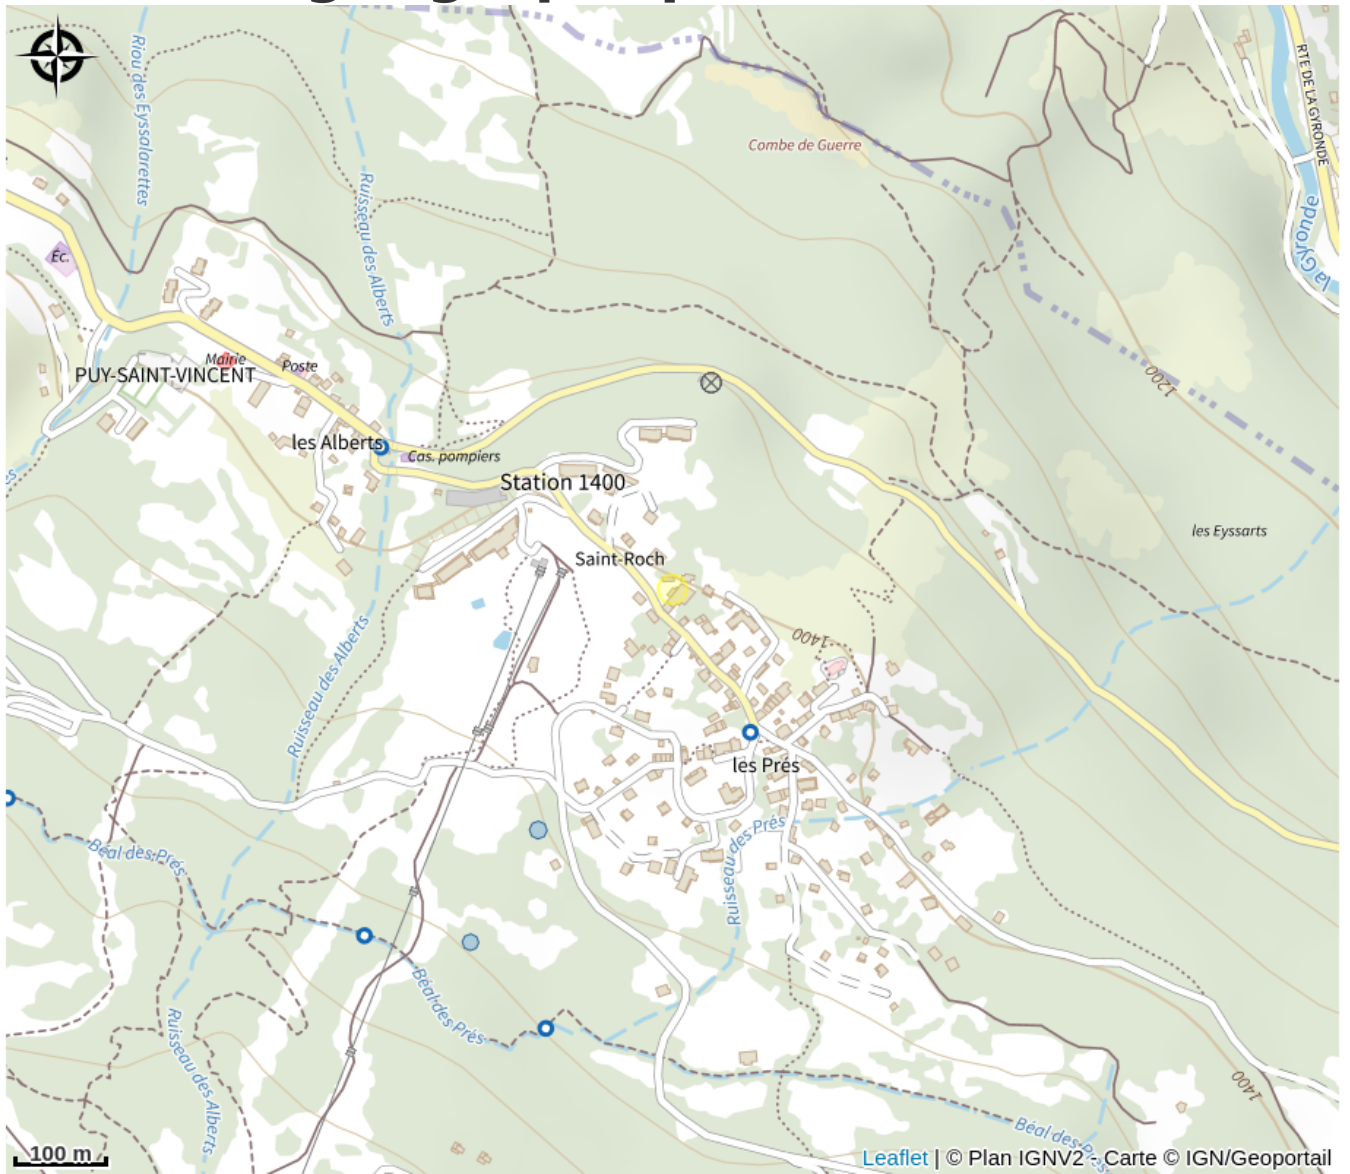 Riou des Eyssalarettes
RTE DE LA GYRONDE
Combe de Guerre
Ruisseau des Alberts
la Gyronde
Éc.
Mairie
Poste
PUY-SAINT-VINCENT
1200
les Alberts
Cas. pompiers
Station 1400
les Eyssarts
Saint-Roch
1400
Ruisseau des Alberts
les Prés
Ruisseau des Prés
Béal des Prés
Béal des Prés
Ruisseau des Alberts
1400
Béal des Prés
100 m
Leaflet | © Plan IGNV2 - Carte © IGN/Geoportail